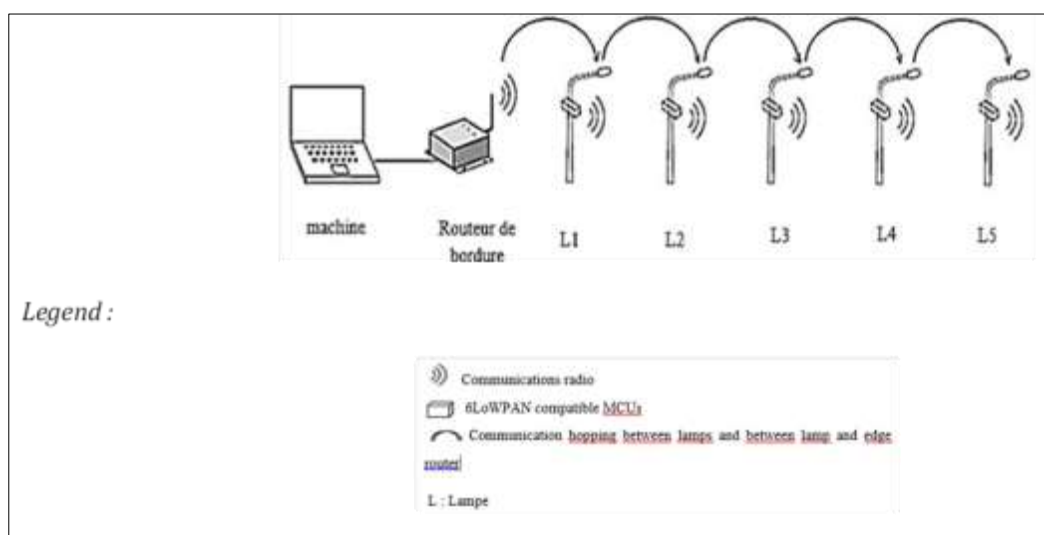 machine
Routeur de
bordure
L1
L2
L3
L4
L5
Legend :
Communications radio
6LoWPAN compatible MCUs
Communication hopping between lamps and between lamp and edge
router
L : Lampe